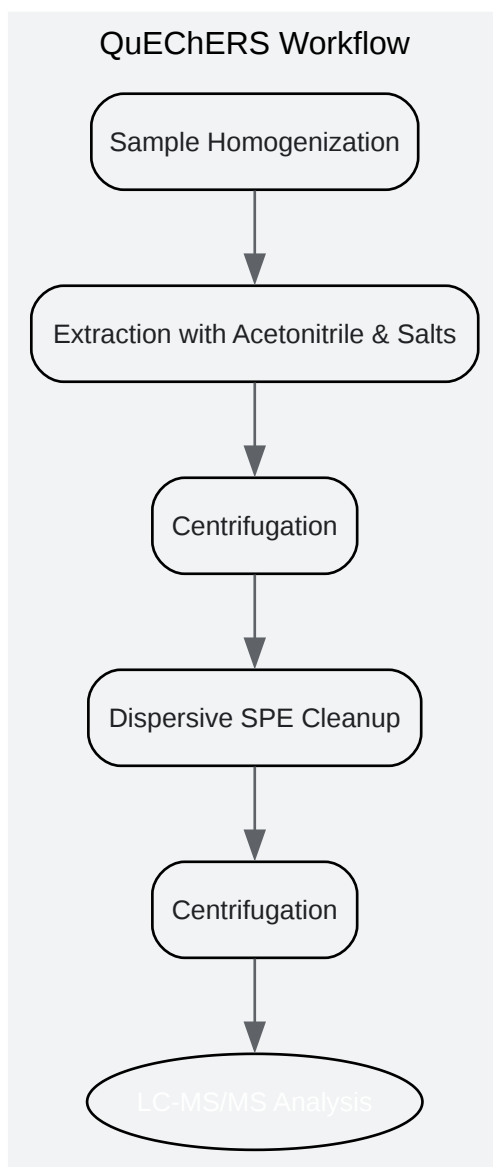 QuEChERS Workflow
Sample Homogenization
Extraction with Acetonitrile & Salts
Centrifugation
Dispersive SPE Cleanup
Centrifugation
LC-MS/MS Analysis